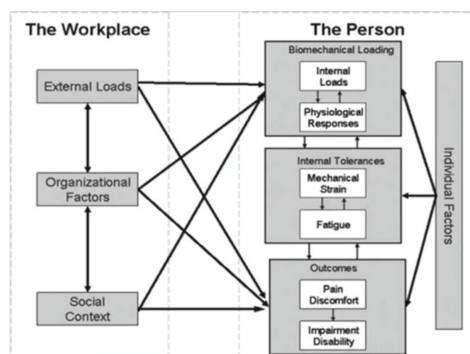 The Workplace
The Person
External Loads
Organizational
Factors
Social
Context
Biomechanical Loading
Internal
Loads
Physiological
Responses
Internal Tolerances
Mechanical
Strain
Fatigue
Outcomes
Pain
Discomfort
Impairment
Disability
Individual Factors